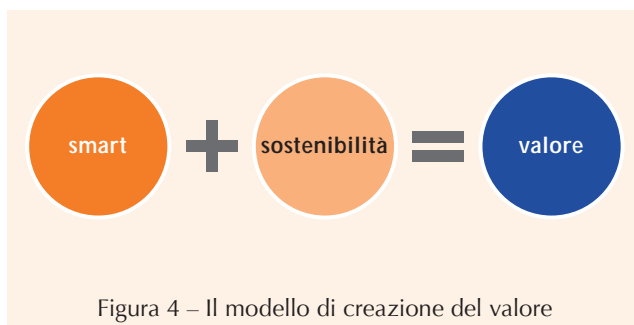 smart + sostenibilità = valore
Figura 4 – Il modello di creazione del valore